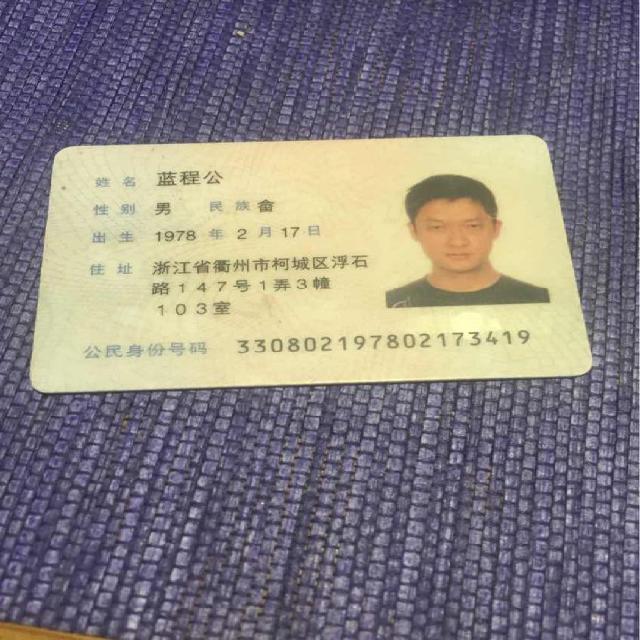 姓名 蓝程公
性别 男 民族畲
出生 1978 年 2 月 17 日
住址 浙江省衢州市柯城区浮石
路147号1弄3幢
103室
公民身份号码 330802197802173419